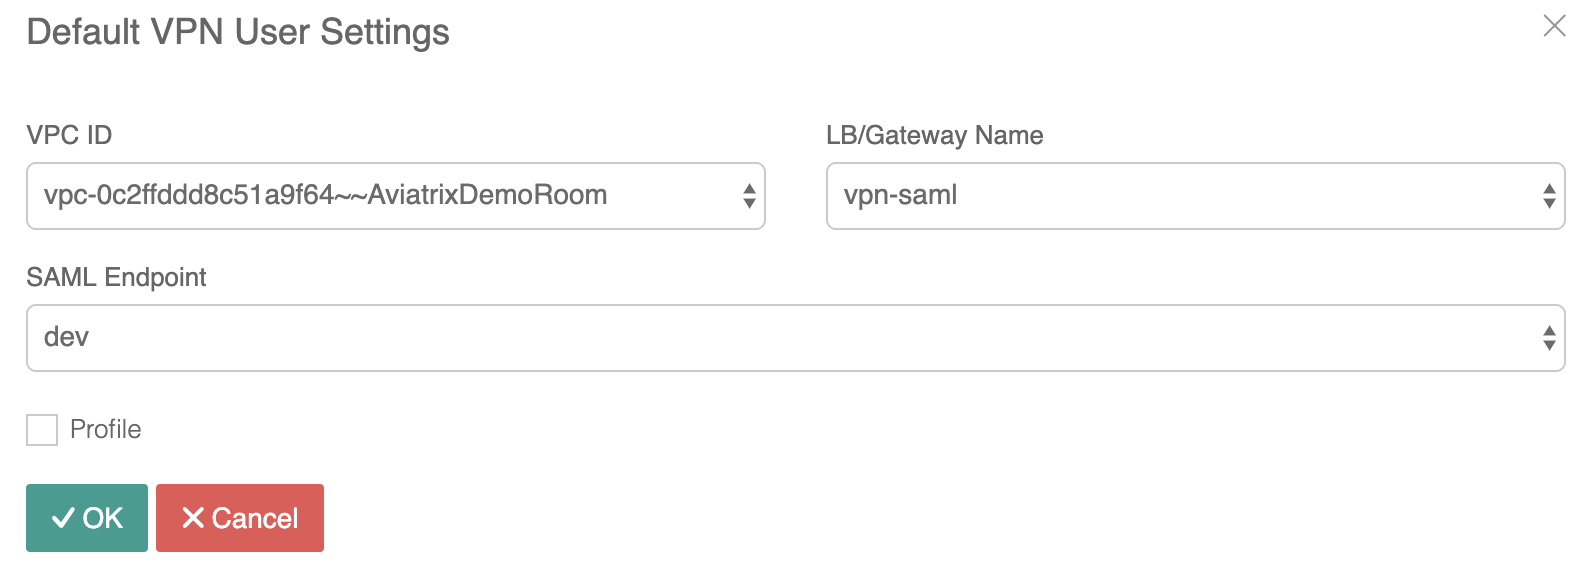 Default VPN User Settings
VPC ID
LB/Gateway Name
vpc-0c2ffddd8c51a9f64~~AviatrixDemoRoom
vpn-saml
SAML Endpoint
dev
Profile
OK
Cancel